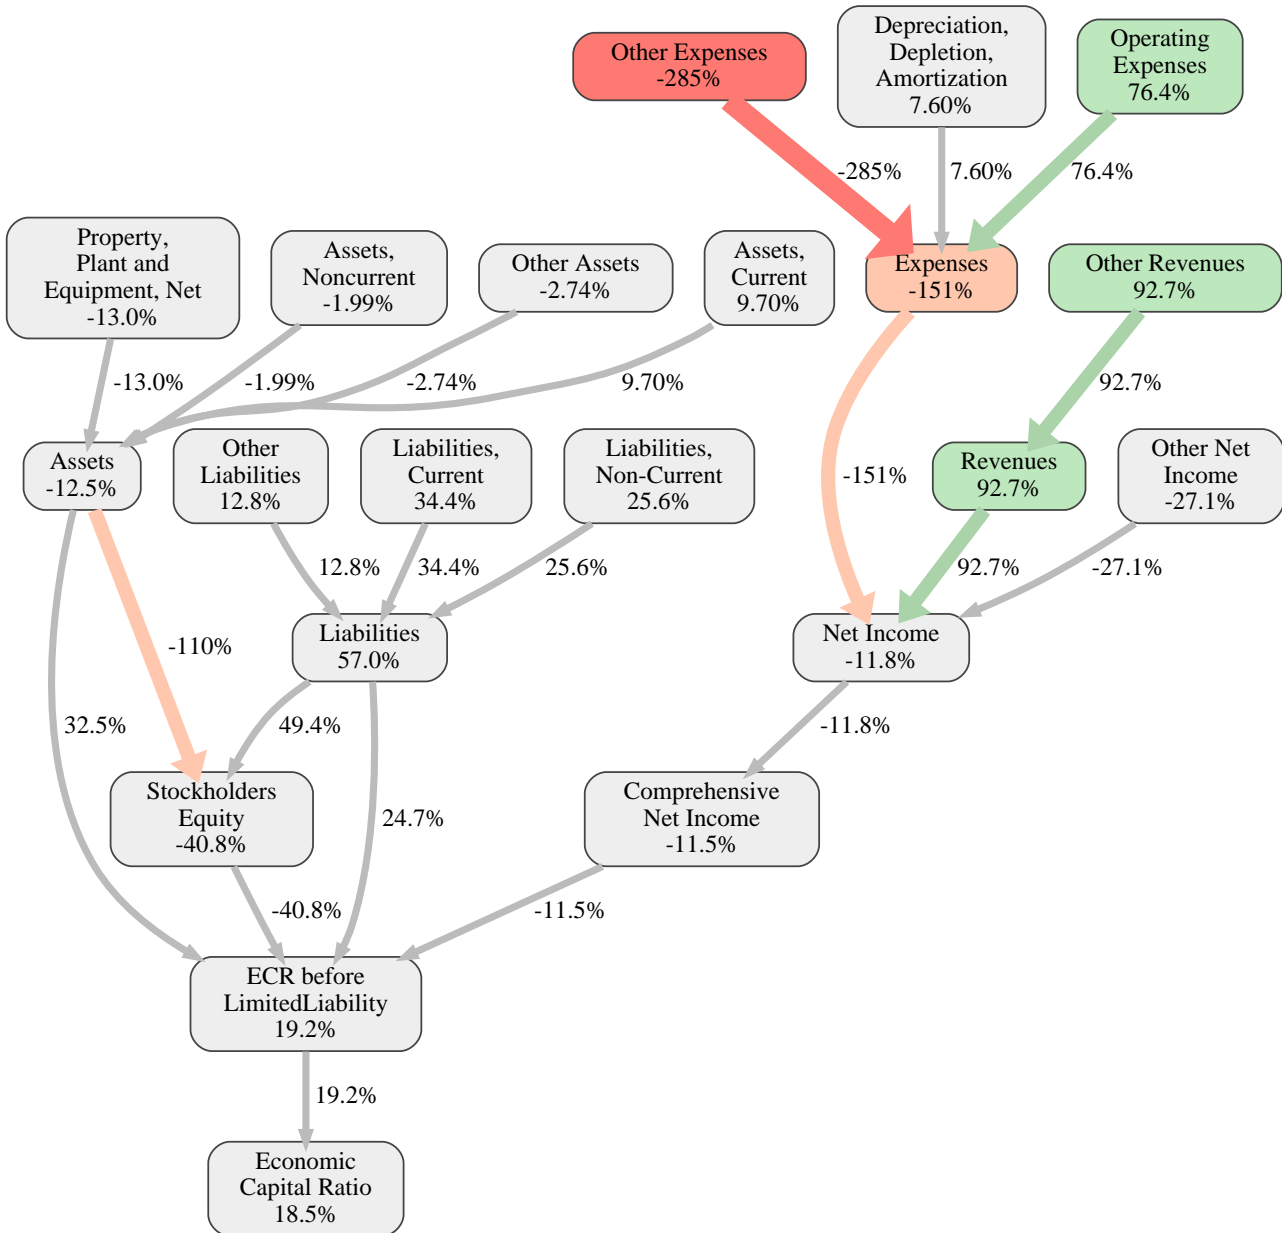 Other Expenses
-285%
Depreciation,
Depletion,
Amortization
7.60%
Operating
Expenses
76.4%
-285%
7.60%
76.4%
Property,
Plant and
Equipment, Net
-13.0%
Assets,
Noncurrent
-1.99%
Other Assets
-2.74%
Assets,
Current
9.70%
Expenses
-151%
Other Revenues
92.7%
-13.0%
-1.99%
-2.74%
9.70%
-151%
92.7%
Assets
-12.5%
Other
Liabilities
12.8%
Liabilities,
Current
34.4%
Liabilities,
Non-Current
25.6%
Revenues
92.7%
Other Net
Income
-27.1%
12.8%
34.4%
25.6%
92.7%
-27.1%
-110%
Liabilities
57.0%
Net Income
-11.8%
32.5%
49.4%
-11.8%
Stockholders
Equity
-40.8%
24.7%
Comprehensive
Net Income
-11.5%
-40.8%
-11.5%
ECR before
LimitedLiability
19.2%
19.2%
Economic
Capital Ratio
18.5%